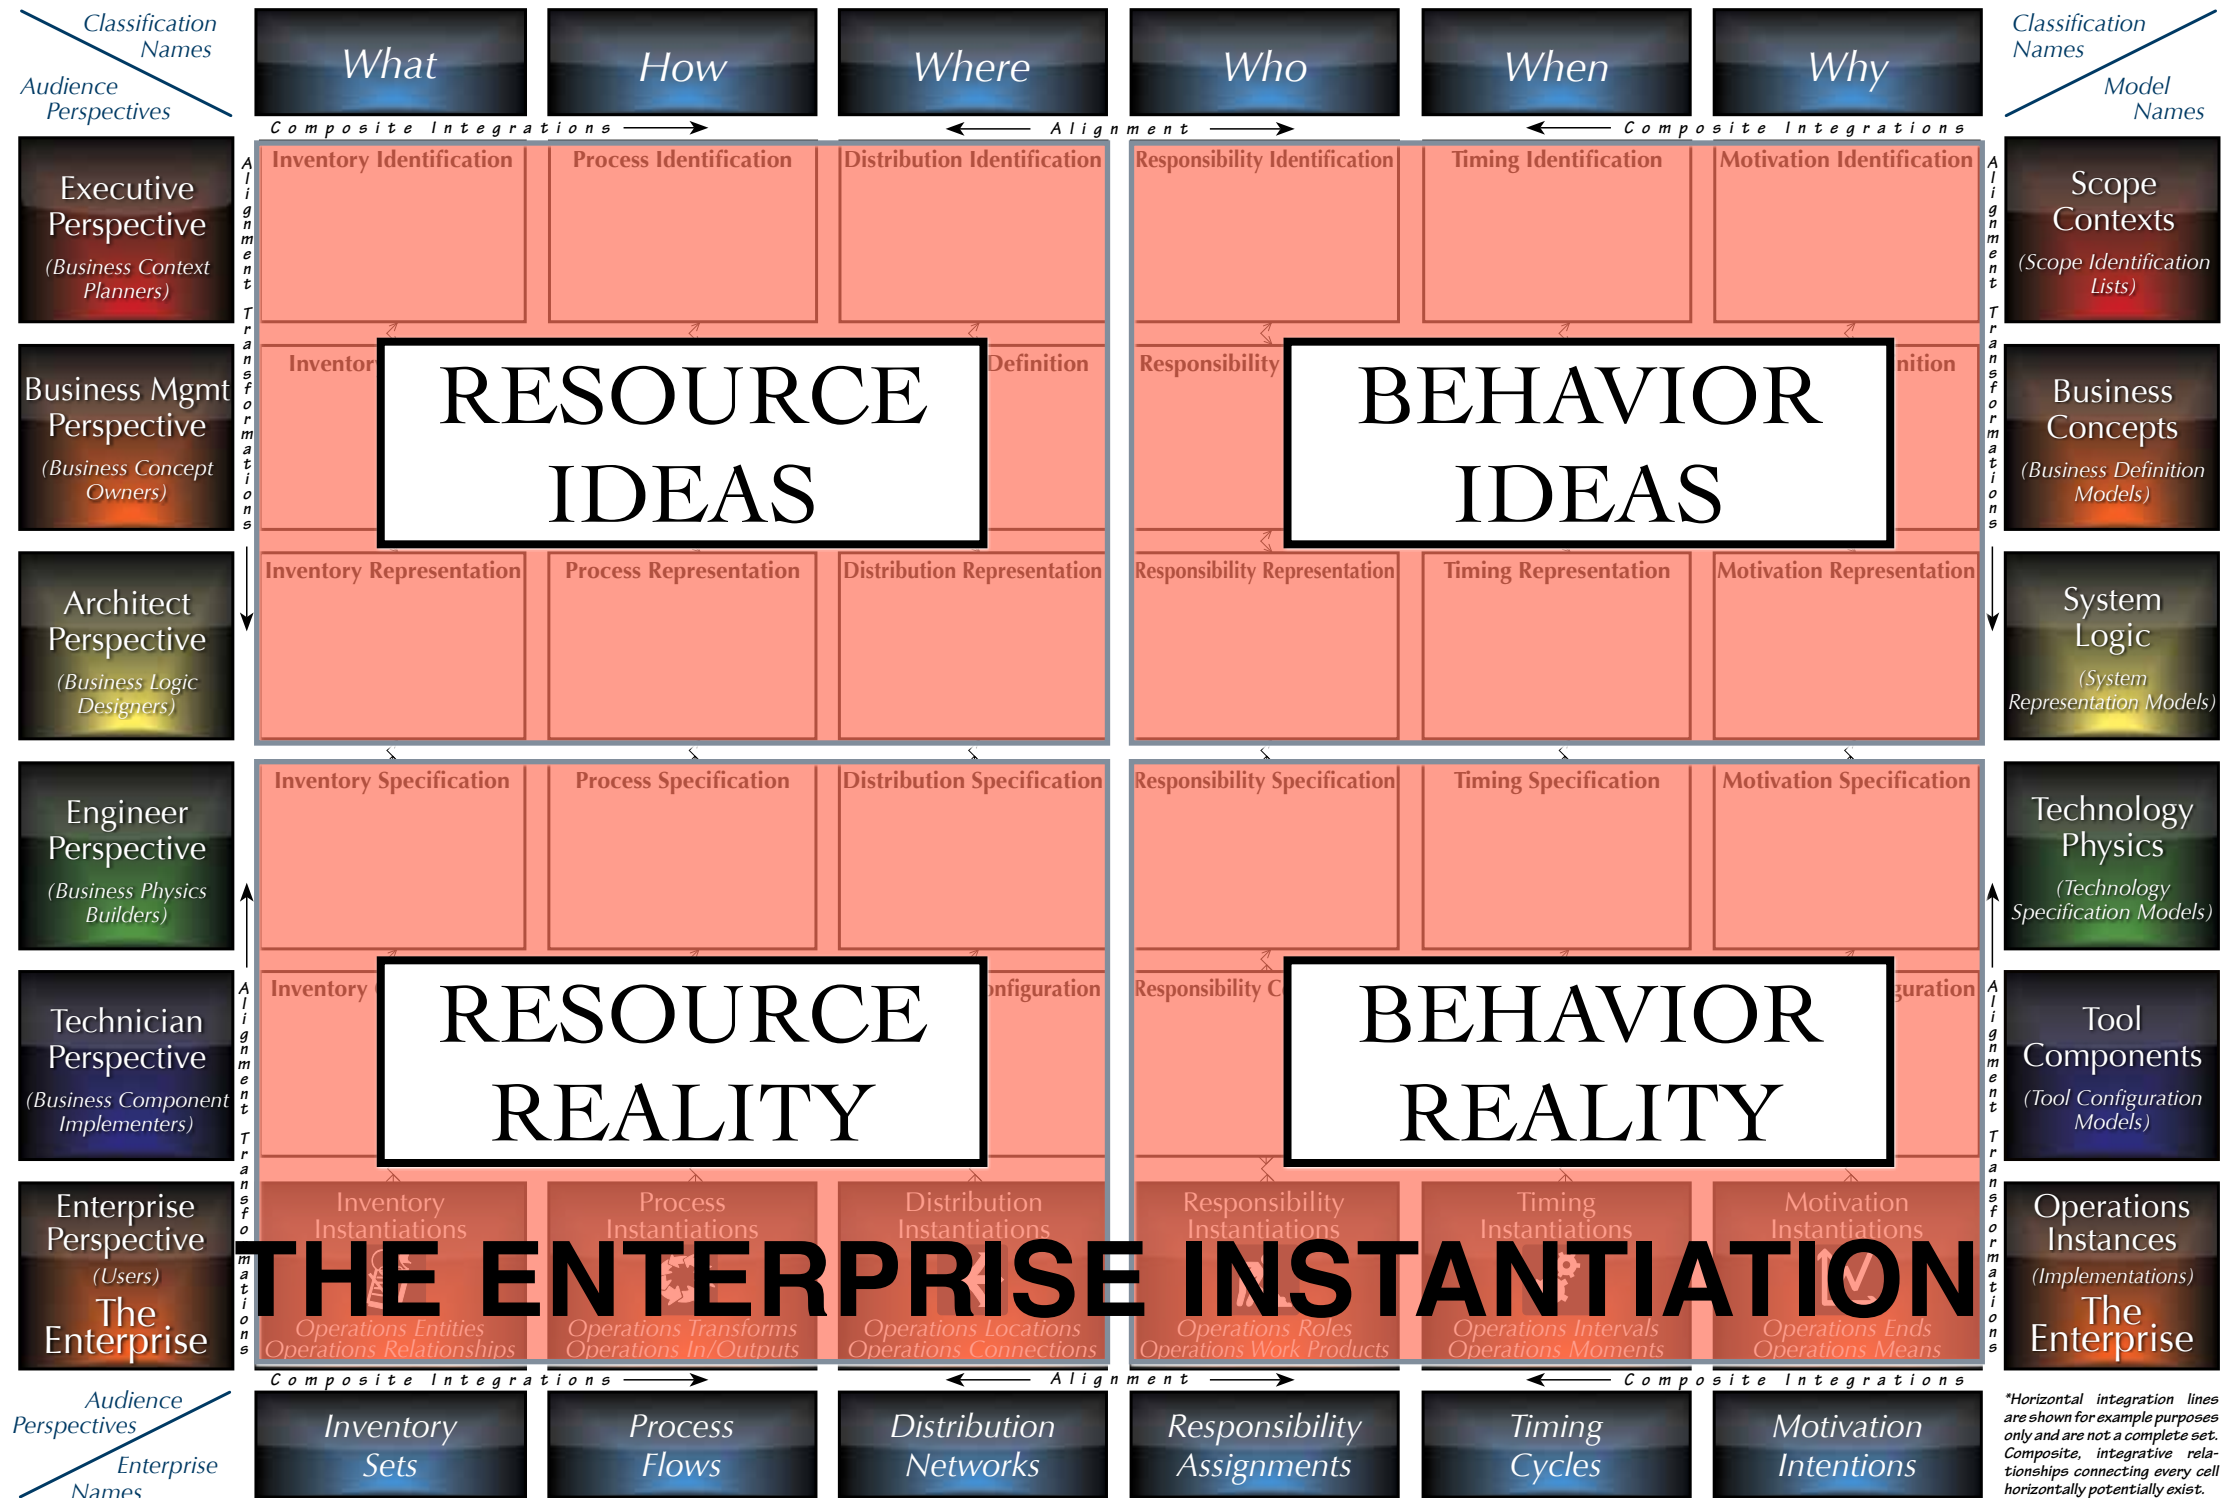 Classification
Names
Audience
Perspectives
What
How
Where
Who
When
Why
Classification
Names
Model
Names
Composite Integrations
Alignment
Composite Integrations
Executive
Perspective
(Business Context
Planners)
Alignment Transformations
Inventory Identification
Process Identification
Distribution Identification
Responsibility Identification
Timing Identification
Motivation Identification
Alignment Transformations
Scope
Contexts
(Scope Identification
Lists)
Business Mgmt
Perspective
(Business Concept
Owners)
Inventory
Definition
Responsibility
nition
RESOURCE
IDEAS
BEHAVIOR
IDEAS
Business
Concepts
(Business Definition
Models)
Architect
Perspective
(Business Logic
Designers)
Inventory Representation
Process Representation
Distribution Representation
Responsibility Representation
Timing Representation
Motivation Representation
System
Logic
(System
Representation Models)
Engineer
Perspective
(Business Physics
Builders)
Inventory Specification
Process Specification
Distribution Specification
Responsibility Specification
Timing Specification
Motivation Specification
Technology
Physics
(Technology
Specification Models)
Technician
Perspective
(Business Component
Implementers)
Alignment Transformations
Inventory
onfiguration
Responsibility C
guration
RESOURCE
REALITY
BEHAVIOR
REALITY
Alignment Transformations
Tool
Components
(Tool Configuration
Models)
Enterprise
Perspective
(Users)
The
Enterprise
Inventory
Instantiations
Process
Instantiations
Distribution
Instantiations
Responsibility
Instantiations
Timing
Instantiations
Motivation
Instantiations
THE ENTERPRISE INSTANTIATION
Operations Entities
Operations Relationships
Operations Transforms
Operations In/Outputs
Operations Locations
Operations Connections
Operations Roles
Operations Work Products
Operations Intervals
Operations Moments
Operations Ends
Operations Means
Operations
Instances
(Implementations)
The
Enterprise
Composite Integrations
Alignment
Composite Integrations
Audience
Perspectives
Enterprise
Names
Inventory
Sets
Process
Flows
Distribution
Networks
Responsibility
Assignments
Timing
Cycles
Motivation
Intentions
*Horizontal integration lines
are shown for example purposes
only and are not a complete set.
Composite, integrative rela-
tionships connecting every cell
horizontally potentially exist.